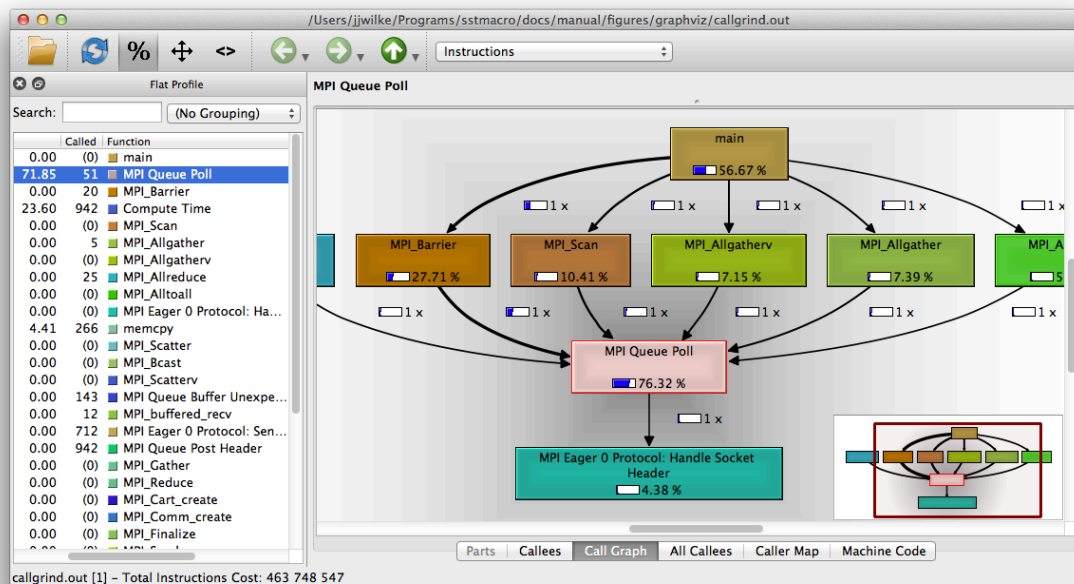 /Users/jjwilke/Programs/sstmacro/docs/manual/figures/graphviz/callgrind.out
% <> Instructions
Flat Profile
Search: (No Grouping)
Called Function
0.00 (0) main
71.85 51 MPI Queue Poll
0.00 20 MPI_Barrier
23.60 942 Compute Time
0.00 (0) MPI_Scan
0.00 5 MPI_Allgather
0.00 (0) MPI_Allgatherv
0.00 25 MPI_Allreduce
0.00 (0) MPI_Alltoall
0.00 (0) MPI Eager 0 Protocol: Ha...
4.41 266 memcpy
0.00 (0) MPI_Scatter
0.00 (0) MPI_Bcast
0.00 (0) MPI_Scatterv
0.00 143 MPI Queue Buffer Unexpe...
0.00 12 MPI_buffered_recv
0.00 712 MPI Eager 0 Protocol: Sen...
0.00 942 MPI Queue Post Header
0.00 (0) MPI_Gather
0.00 (0) MPI_Reduce
0.00 (0) MPI_Cart_create
0.00 (0) MPI_Comm_create
0.00 (0) MPI_Finalize
MPI Queue Poll
main
56.67 %
1 x 1 x 1 x 1 x 1 x
MPI_Barrier MPI_Scan MPI_Allgatherv MPI_Allgather MPI_A
27.71 % 10.41 % 7.15 % 7.39 % 5
1 x 1 x 1 x 1 x 1 x 1 x
MPI Queue Poll
76.32 %
1 x
MPI Eager 0 Protocol: Handle Socket
Header
4.38 %
Parts Callees Call Graph All Callees Caller Map Machine Code
callgrind.out [1] - Total Instructions Cost: 463 748 547